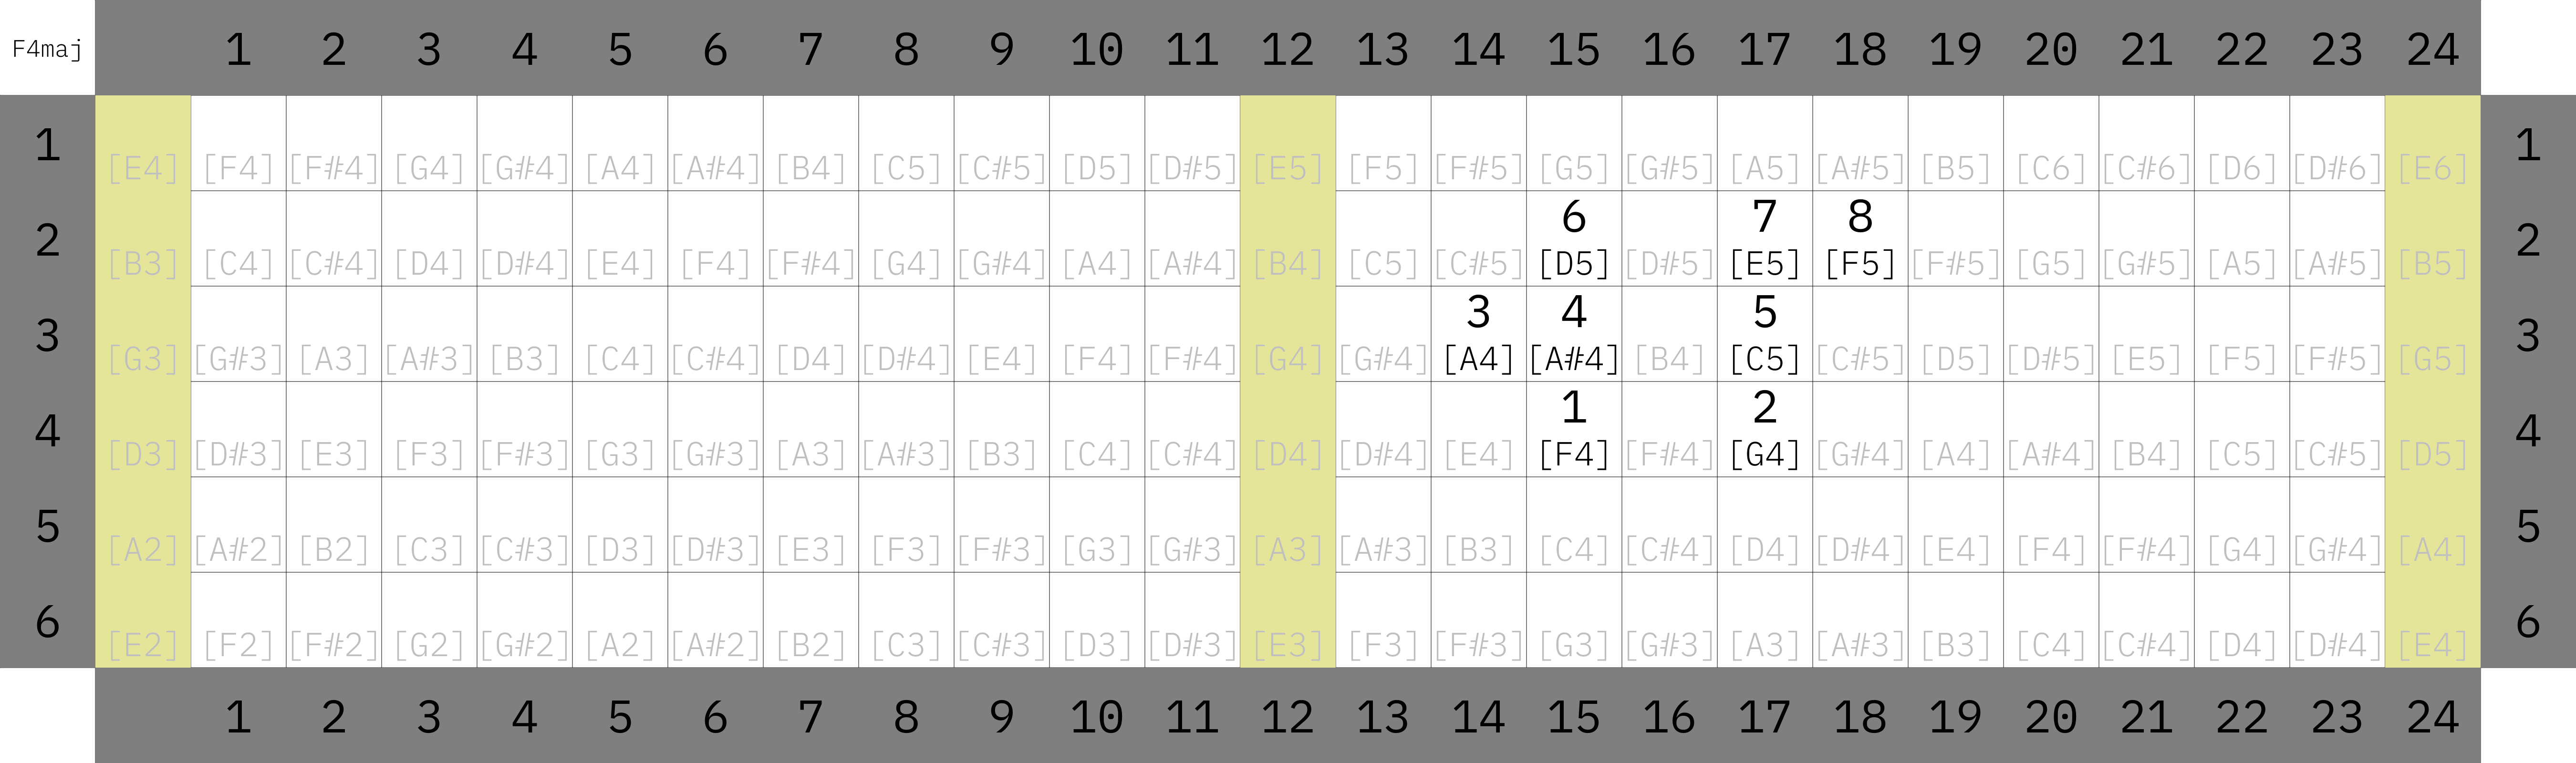 F4maj 1 2 3 4 5 6 7 8 9 10 11 12 13 14 15 16 17 18 19 20 21 22 23 24
1 [E4] [F4] [F#4] [G4] [G#4] [A4] [A#4] [B4] [C5] [C#5] [D5] [D#5] [E5] [F5] [F#5] [G5] [G#5] [A5] [A#5] [B5] [C6] [C#6] [D6] [D#6] [E6] 1
6 7 8
2 [B3] [C4] [C#4] [D4] [D#4] [E4] [F4] [F#4] [G4] [G#4] [A4] [A#4] [B4] [C5] [C#5] [D5] [D#5] [E5] [F5] [F#5] [G5] [G#5] [A5] [A#5] [B5] 2
3 4 5
3 [G3] [G#3] [A3] [A#3] [B3] [C4] [C#4] [D4] [D#4] [E4] [F4] [F#4] [G4] [G#4] [A4] [A#4] [B4] [C5] [C#5] [D5] [D#5] [E5] [F5] [F#5] [G5] 3
1 2
4 [D3] [D#3] [E3] [F3] [F#3] [G3] [G#3] [A3] [A#3] [B3] [C4] [C#4] [D4] [D#4] [E4] [F4] [F#4] [G4] [G#4] [A4] [A#4] [B4] [C5] [C#5] [D5] 4
5 [A2] [A#2] [B2] [C3] [C#3] [D3] [D#3] [E3] [F3] [F#3] [G3] [G#3] [A3] [A#3] [B3] [C4] [C#4] [D4] [D#4] [E4] [F4] [F#4] [G4] [G#4] [A4] 5
6 [E2] [F2] [F#2] [G2] [G#2] [A2] [A#2] [B2] [C3] [C#3] [D3] [D#3] [E3] [F3] [F#3] [G3] [G#3] [A3] [A#3] [B3] [C4] [C#4] [D4] [D#4] [E4] 6
1 2 3 4 5 6 7 8 9 10 11 12 13 14 15 16 17 18 19 20 21 22 23 24